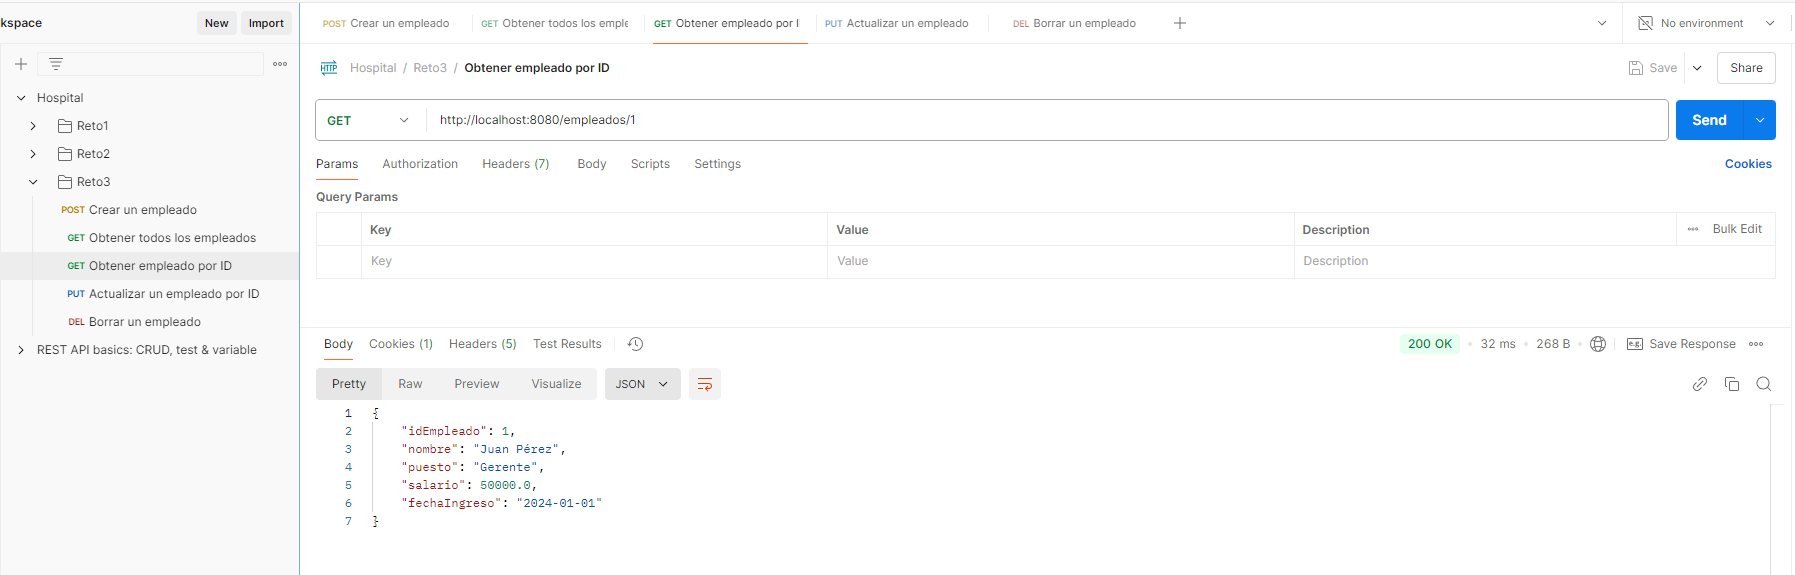 kspace New Import
POST Crear un empleado GET Obtener todos los emple GET Obtener empleado por I PUT Actualizar un empleado DEL Borrar un empleado No environment
HTTP Hospital / Reto3 / Obtener empleado por ID Save Share
Hospital
Reto1
Reto2
Reto3
POST Crear un empleado
GET Obtener todos los empleados
GET Obtener empleado por ID
PUT Actualizar un empleado por ID
DEL Borrar un empleado
REST API basics: CRUD, test & variable
GET http://localhost:8080/empleados/1 Send
Params Authorization Headers (7) Body Scripts Settings Cookies
Query Params
Key Value Description Bulk Edit
Key Value Description
Body Cookies (1) Headers (5) Test Results 200 OK 32 ms 268 B e.g. Save Response
Pretty Raw Preview Visualize JSON
1 {
2 "idEmpleado": 1,
3 "nombre": "Juan Pérez",
4 "puesto": "Gerente",
5 "salario": 50000.0,
6 "fechaIngreso": "2024-01-01"
7 }